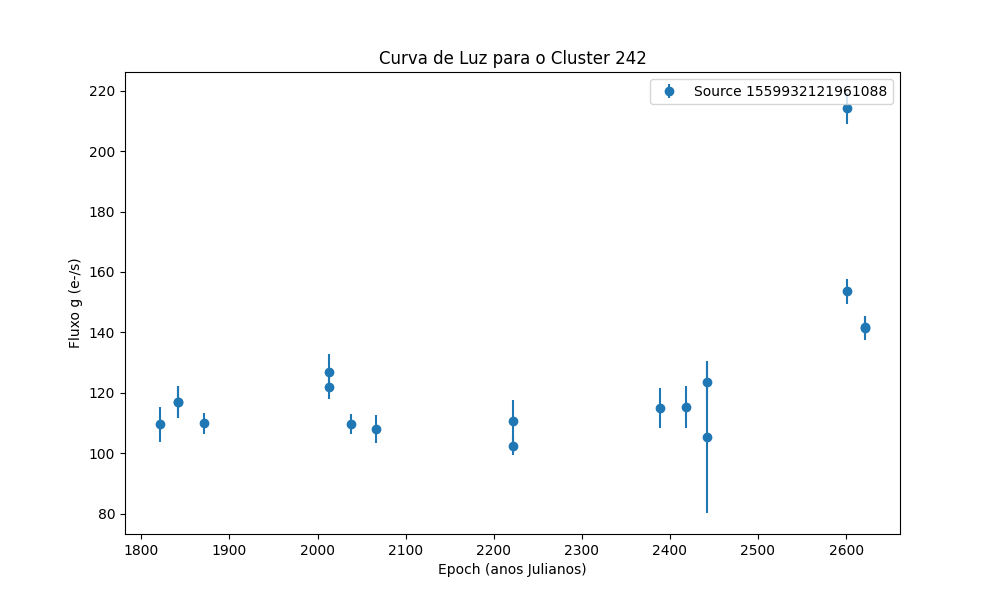 Curva de Luz para o Cluster 242
Source 1559932121961088
220
200
180
160
140
120
100
80
Fluxo g (e-/s)
1800 1900 2000 2100 2200 2300 2400 2500 2600
Epoch (anos Julianos)